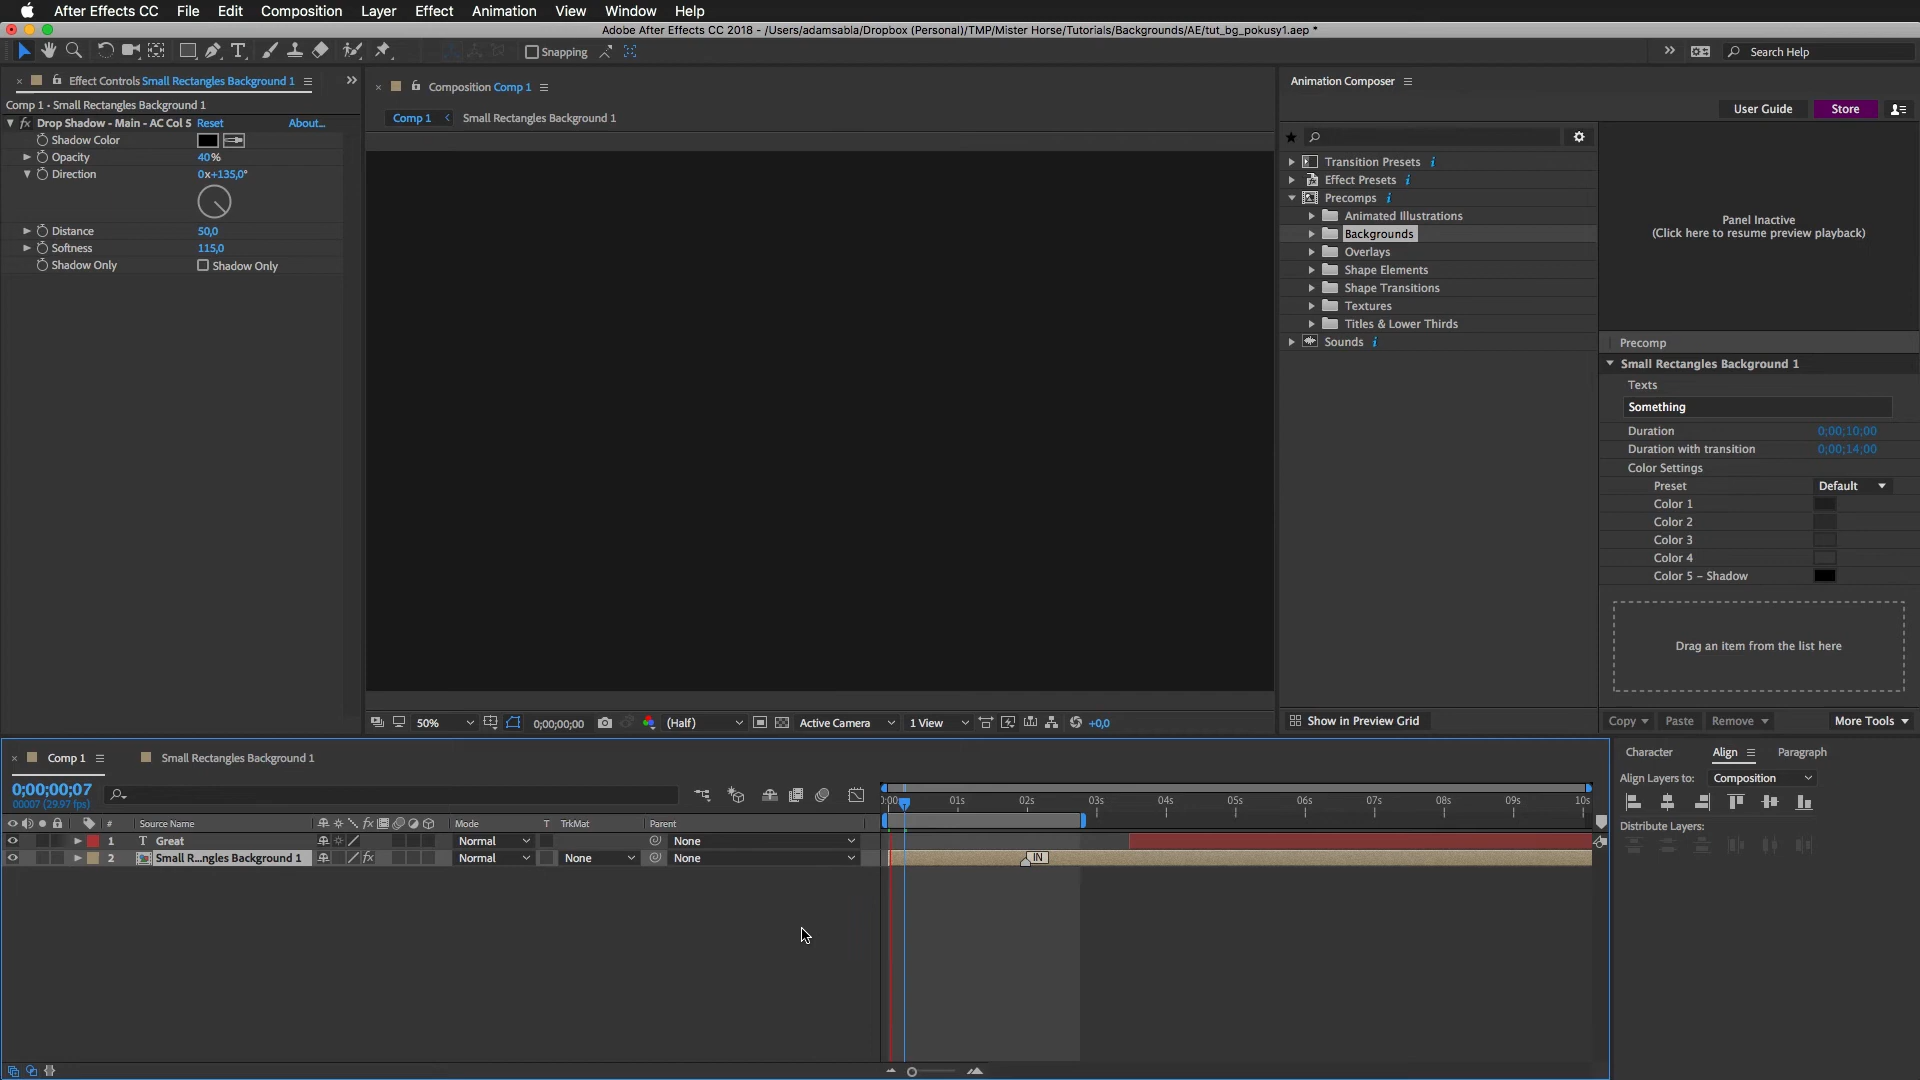 After Effects CC File Edit Composition Layer Effect Animation View Window Help
Adobe After Effects CC 2018 - /Users/adamsabla/Dropbox (Personal)/TMP/Mister Horse/Tutorials/Backgrounds/AE/tut_bg_pokusy1.aep *
Snapping
Search Help
Effect Controls Small Rectangles Background 1
Comp 1 • Small Rectangles Background 1
fx Drop Shadow - Main - AC Col 5 Reset About...
Shadow Color
Opacity 40%
Direction 0x+135,0°
Distance 50,0
Softness 115,0
Shadow Only Shadow Only
Composition Comp 1
Comp 1 Small Rectangles Background 1
50% 0;00;00;00 (Half) Active Camera 1 View +0,0
Animation Composer
User Guide Store
Transition Presets i
Effect Presets i
Precomps i
Animated Illustrations
Backgrounds
Overlays
Shape Elements
Shape Transitions
Textures
Titles & Lower Thirds
Sounds i
Show in Preview Grid
Panel Inactive
(Click here to resume preview playback)
Precomp
Small Rectangles Background 1
Texts
Something
Duration 0;00;10;00
Duration with transition 0;00;14;00
Color Settings
Preset Default
Color 1
Color 2
Color 3
Color 4
Color 5 - Shadow
Drag an item from the list here
Copy Paste Remove More Tools
Comp 1 Small Rectangles Background 1
0;00;00;07
00007 (29.97 fps)
:00 01s 02s 03s 04s 05s 06s 07s 08s 09s 10s
# Source Name fx Mode T TrkMat Parent
1 T Great Normal None
2 Small R...ngles Background 1 fx Normal None None
IN
Character Align Paragraph
Align Layers to: Composition
Distribute Layers: